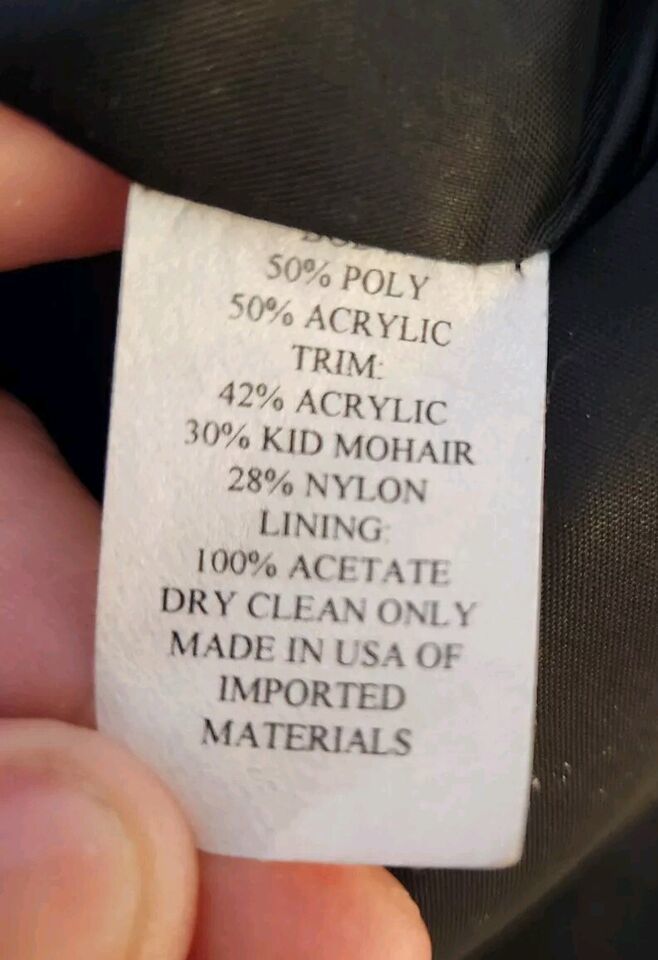 50% POLY
50% ACRYLIC
TRIM:
42% ACRYLIC
30% KID MOHAIR
28% NYLON
LINING:
100% ACETATE
DRY CLEAN ONLY
MADE IN USA OF
IMPORTED
MATERIALS